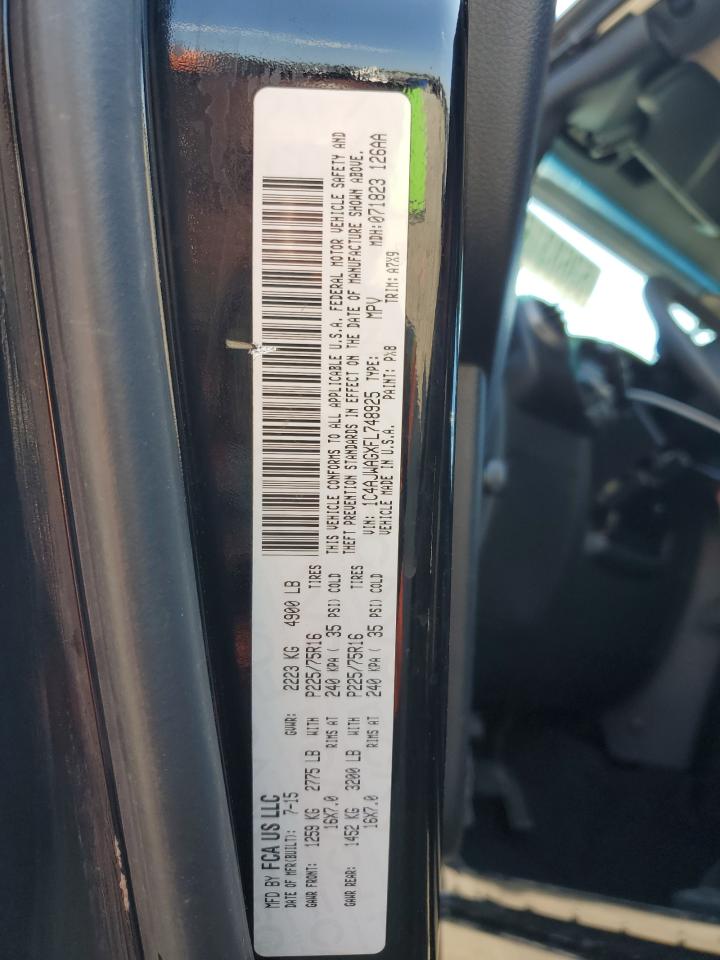 MFD BY FCA US LLC
DATE OF MFR(BUILT): 7-15 GVWR: 2223 KG 4900 LB
GAWR FRONT: 1259 KG 2775 LB WITH P225/75R16 TIRES
16X7.0 RIMS AT 240 KPA ( 35 PSI) COLD
GAWR REAR: 1452 KG 3200 LB WITH P225/75R16 TIRES
16X7.0 RIMS AT 240 KPA ( 35 PSI) COLD
THIS VEHICLE CONFORMS TO ALL APPLICABLE U.S.A. FEDERAL MOTOR VEHICLE SAFETY AND
THEFT PREVENTION STANDARDS IN EFFECT ON THE DATE OF MANUFACTURE SHOWN ABOVE.
VIN: 1C4AJWAGXFL748925 TYPE: MPV MDH:071823 126AA
VEHICLE MADE IN U.S.A. PAINT: PX8 TRIM: A7X9